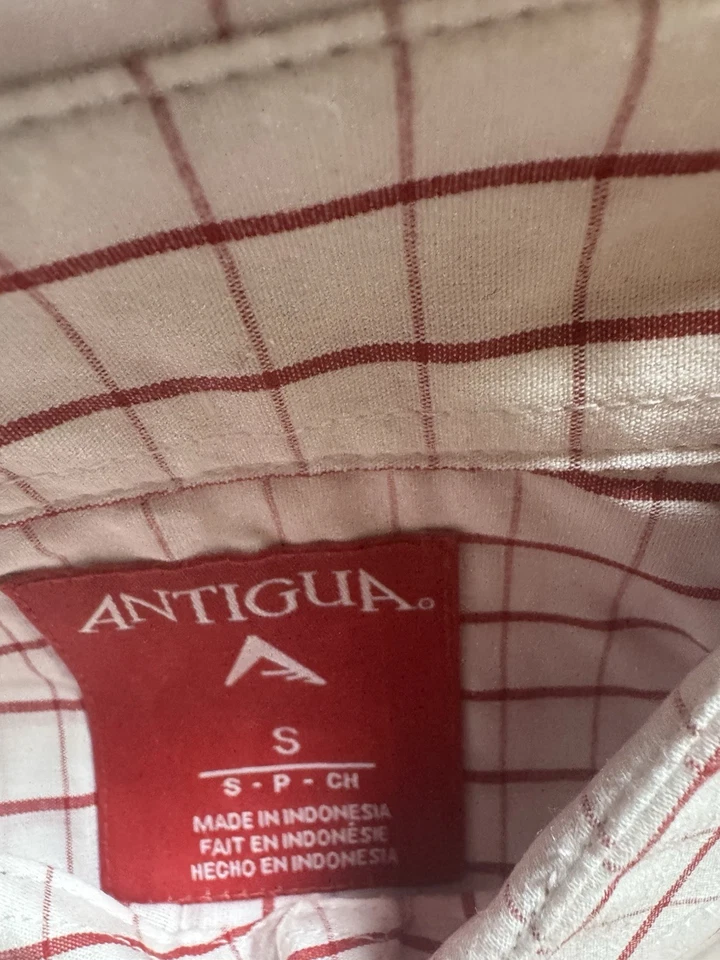 ANTIGUA
S
S - P - CH
MADE IN INDONESIA
FAIT EN INDONÉSIE
HECHO EN INDONESIA